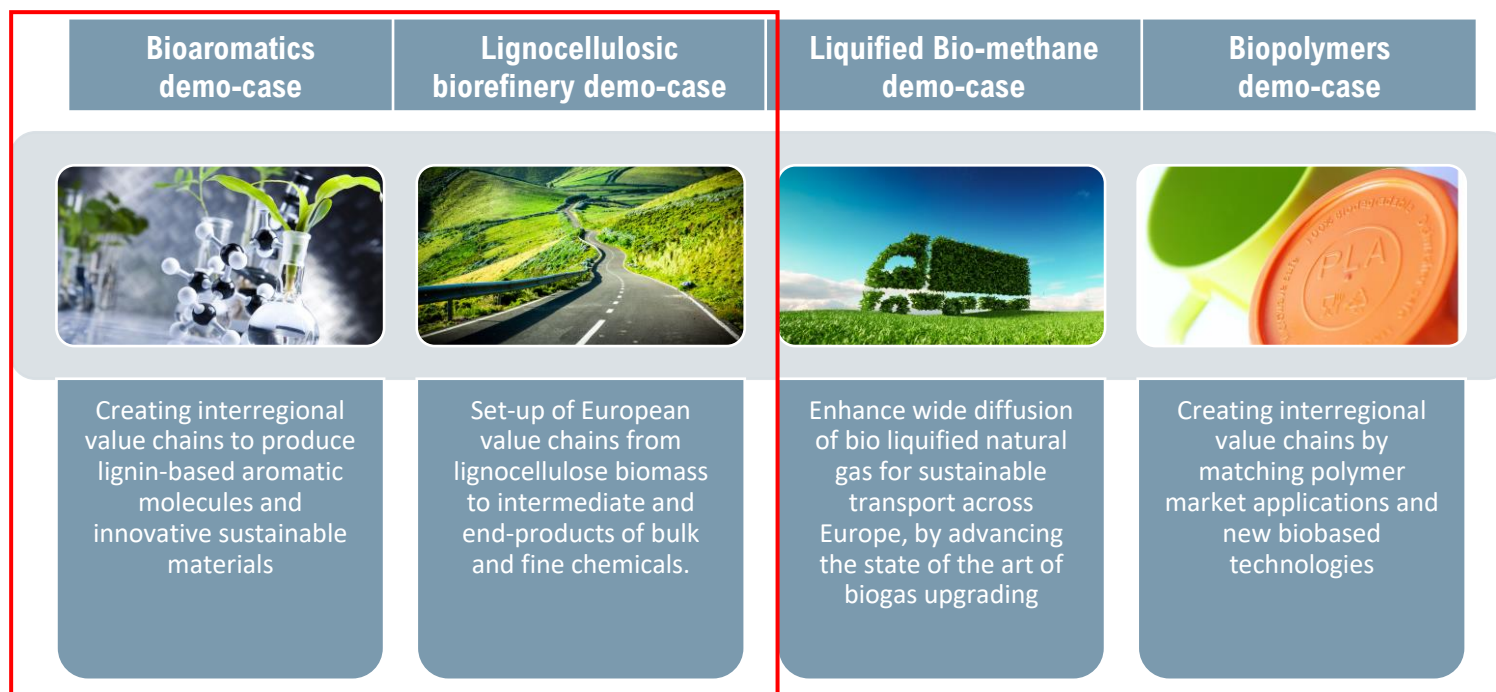 Bioaromatics
demo-case
Lignocellulosic
biorefinery demo-case
Liquified Bio-methane
demo-case
Biopolymers
demo-case
PLA
Creating interregional
value chains to produce
lignin-based aromatic
molecules and
innovative sustainable
materials
Set-up of European
value chains from
lignocellulose biomass
to intermediate and
end-products of bulk
and fine chemicals.
Enhance wide diffusion
of bio liquified natural
gas for sustainable
transport across
Europe, by advancing
the state of the art of
biogas upgrading
Creating interregional
value chains by
matching polymer
market applications and
new biobased
technologies